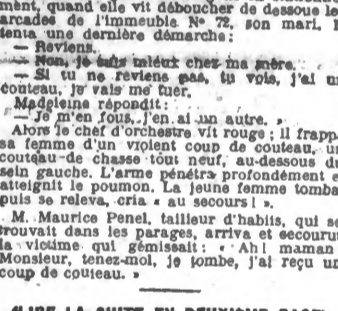 ment, quand elle vit déboucher de dessous le
arcades de l'immeuble N° 72, son mari. 
tenta une dernière démarche:
— Reviens.
— Non, je suis mieux chez ma mère.
— Si tu ne reviens pas, tu vois, j'ai u
couteau, je vais me tuer.
Madeleine répondit:
— Je m'en fous, j'en ai un autre. »
Alors le chef d'orchestre vit rouge; il frapp
sa femme d'un violent coup de couteau, u
couteau de chasse tout neuf, au-dessous d
sein gauche. L'arme pénétra profondément e
atteignit le poumon. La jeune femme tomba
puis se releva, cria « au secours! ».
M. Maurice Penel, tailleur d'habits, qui se
trouvait dans les parages, arriva et secouru
la victime qui gémissait: « Ah! maman
Monsieur, tenez-moi, je tombe, j'ai reçu un
coup de couteau. »